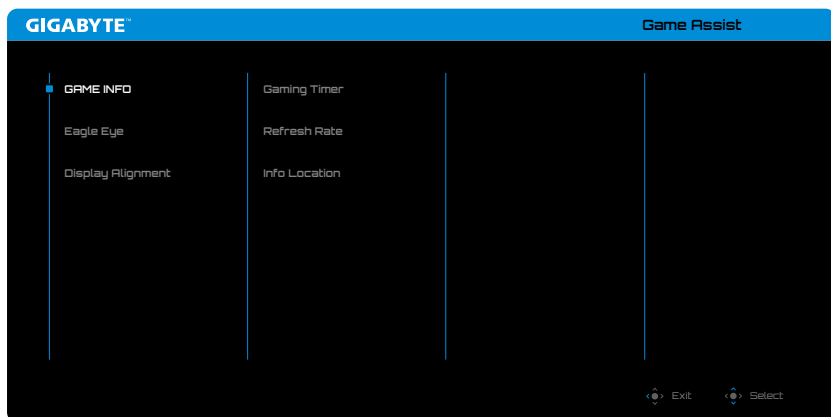 GIGABYTE™
Game Assist
GAME INFO
Gaming Timer
Eagle Eye
Refresh Rate
Display Alignment
Info Location
Exit
Select